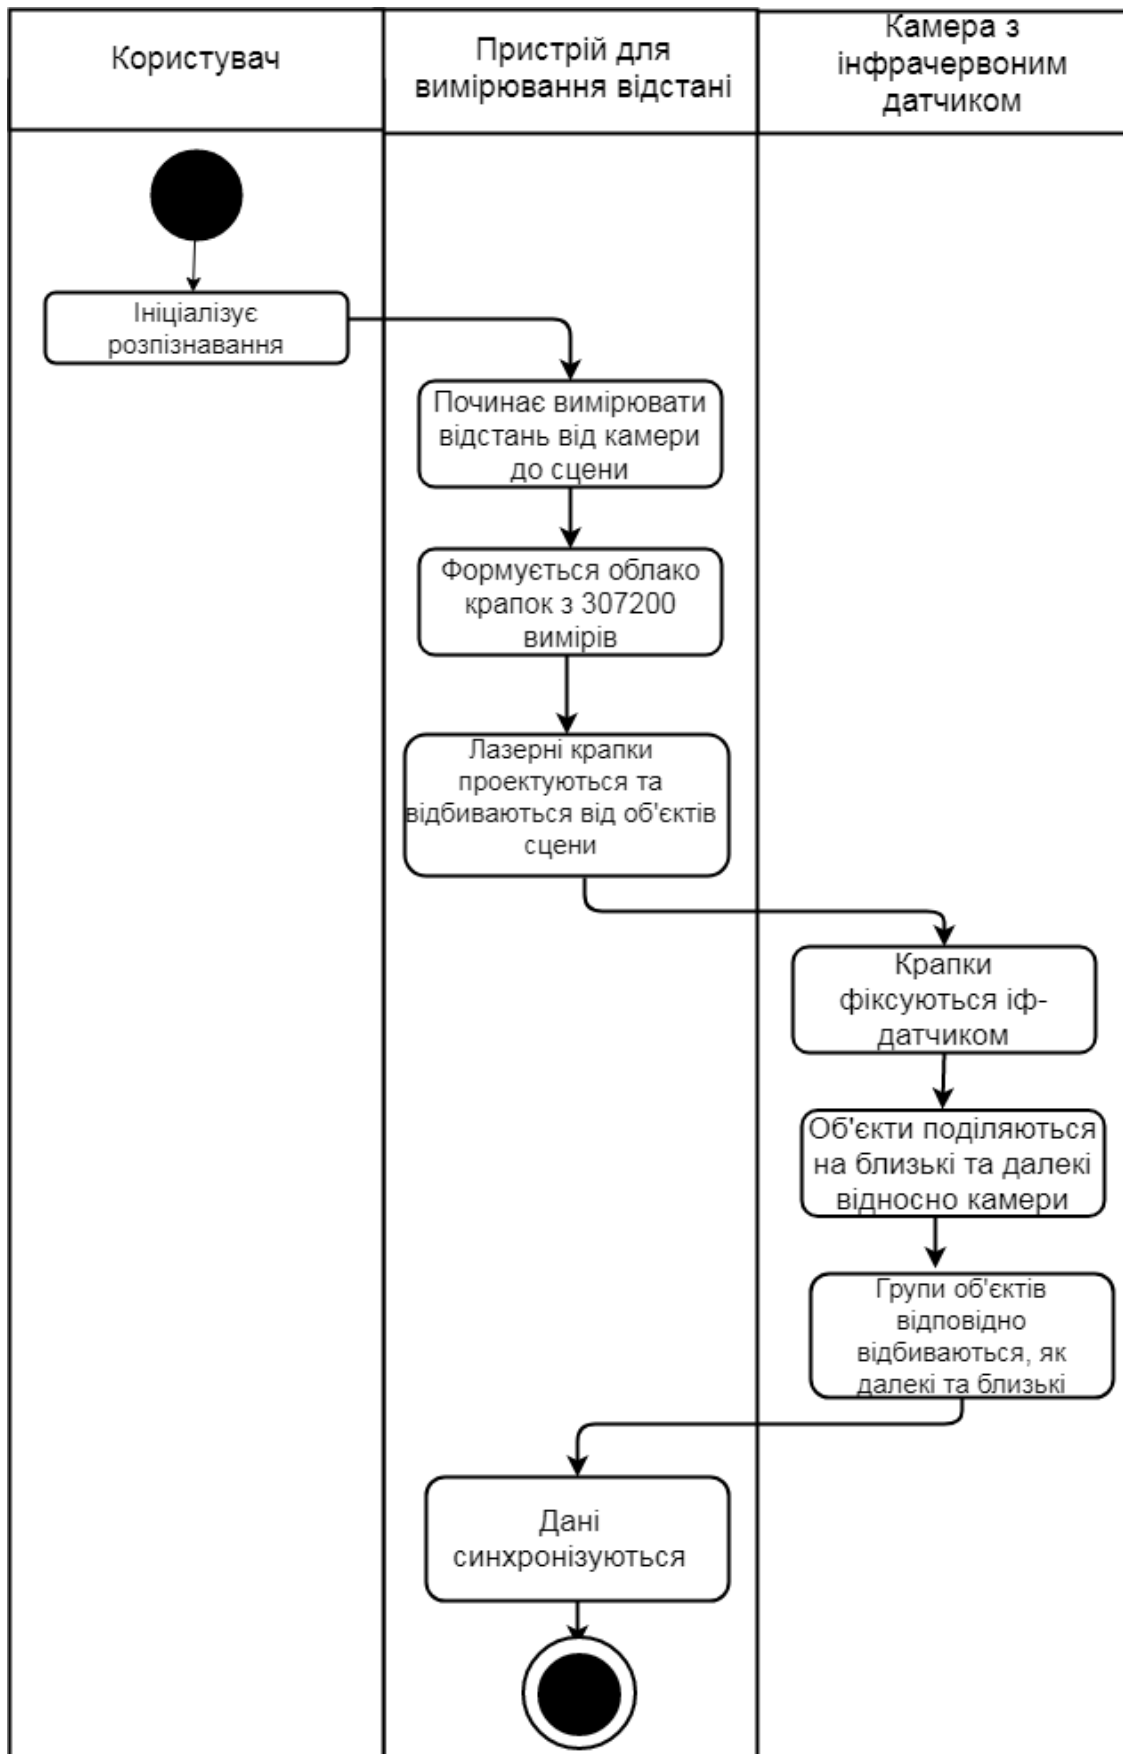 Користувач
Пристрій для
вимірювання відстані
Камера з
інфрачервоним
датчиком
Ініціалізує
розпізнавання
Починає вимірювати
відстань від камери
до сцени
Формується облако
крапок з 307200
вимірів
Лазерні крапки
проектуються та
відбиваються від об'єктів
сцени
Крапки
фіксуються іф-
датчиком
Об'єкти поділяються
на близькі та далекі
відносно камери
Групи об'єктів
відповідно
відбиваються, як
далекі та близькі
Дані
синхронізуються